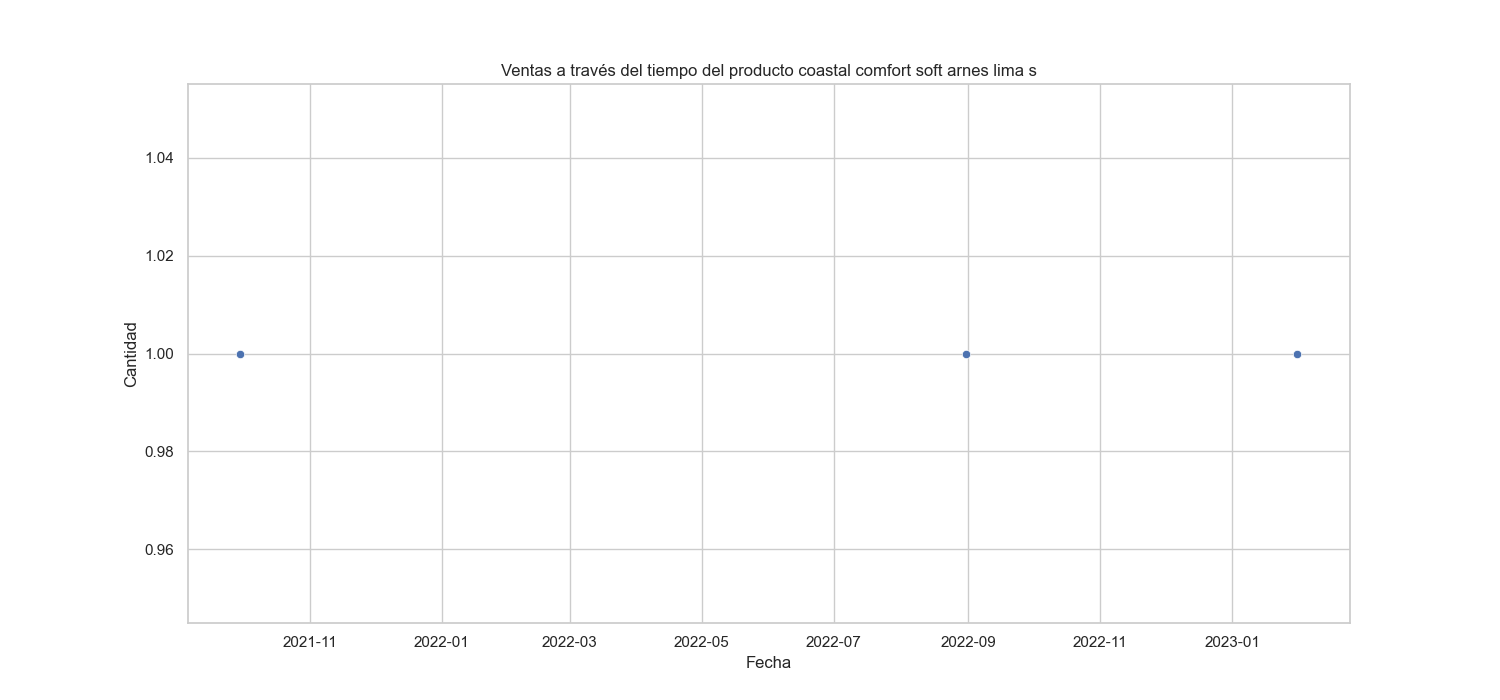 Ventas a través del tiempo del producto coastal comfort soft arnes lima s
1.04
1.02
1.00
0.98
0.96
Cantidad
2021-11 2022-01 2022-03 2022-05 2022-07 2022-09 2022-11 2023-01
Fecha